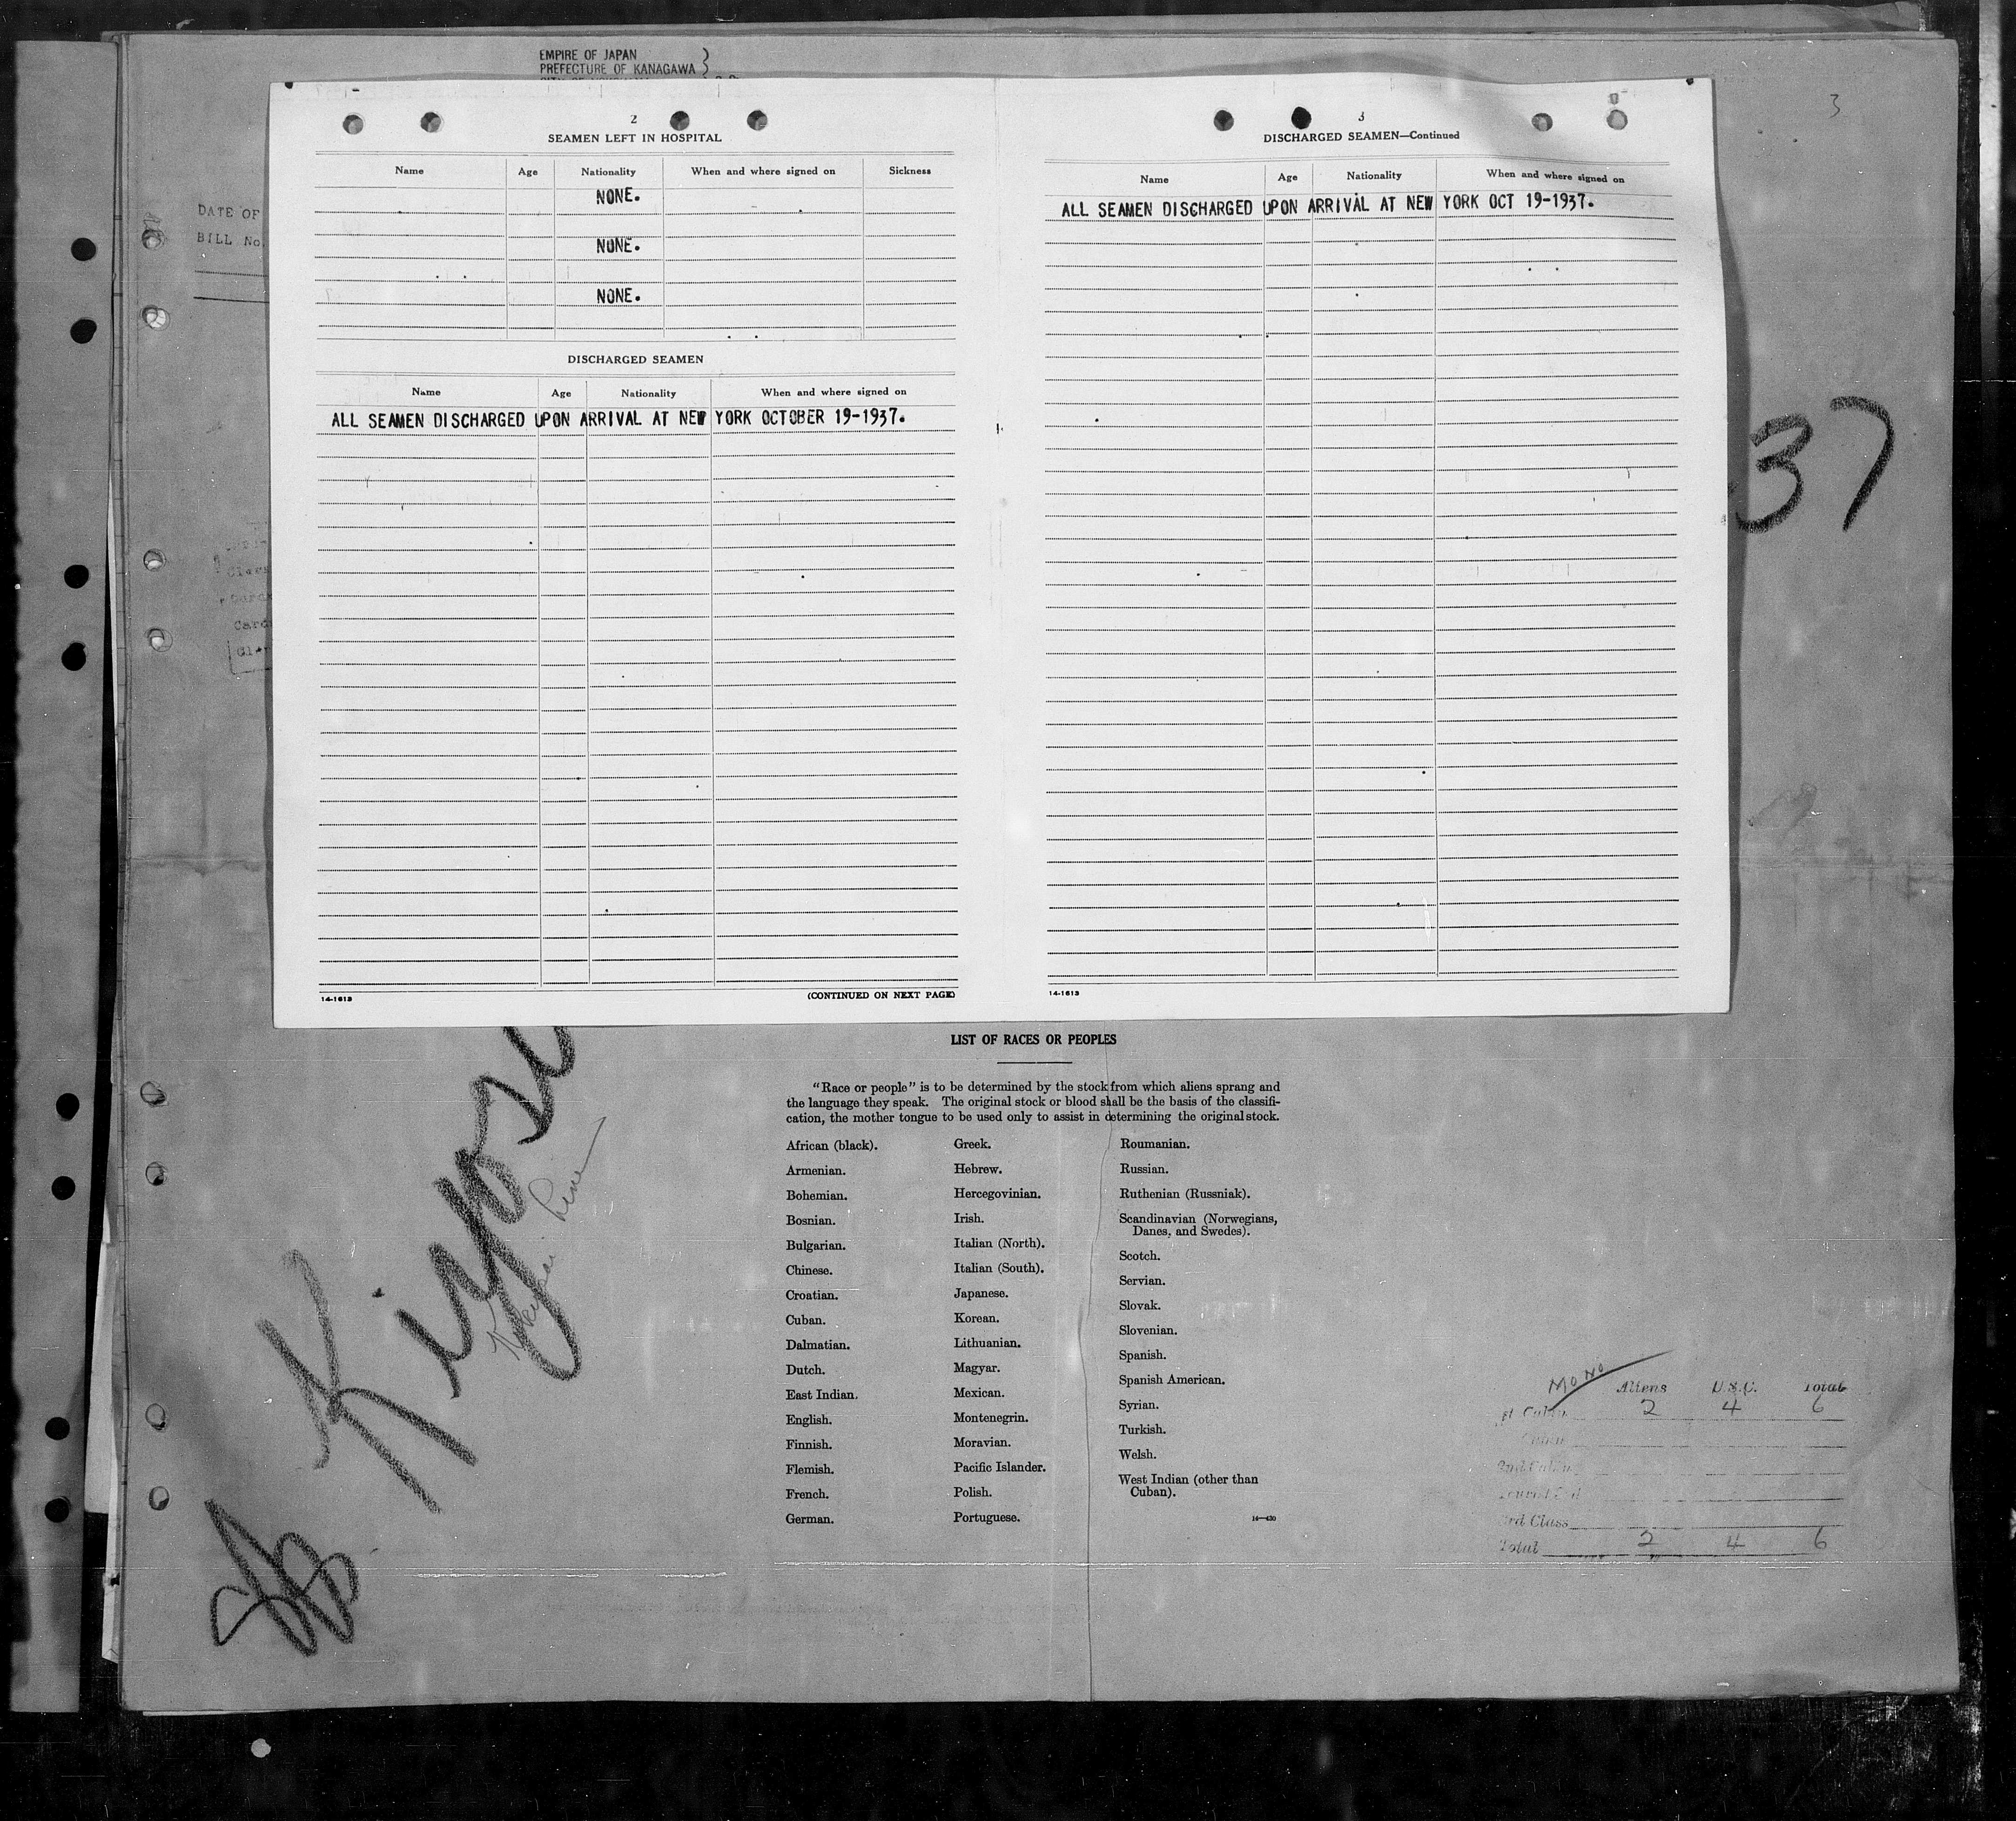 EMPIRE OF JAPAN
PREFECTURE OF KANAGAWA
3
DATE OF
BILL No.
2
SEAMEN LEFT IN HOSPITAL
Name Age Nationality When and where signed on Sickness
NONE.
NONE.
NONE.
DISCHARGED SEAMEN
Name Age Nationality When and where signed on
ALL SEAMEN DISCHARGED UPON ARRIVAL AT NEW YORK OCTOBER 19-1937.
14-1613 (CONTINUED ON NEXT PAGE)
3
DISCHARGED SEAMEN—Continued
Name Age Nationality When and where signed on
ALL SEAMEN DISCHARGED UPON ARRIVAL AT NEW YORK OCT 19-1937.
14-1613
37
LIST OF RACES OR PEOPLES
"Race or people" is to be determined by the stock from which aliens sprang and
the language they speak. The original stock or blood shall be the basis of the classifi-
cation, the mother tongue to be used only to assist in determining the original stock.
African (black).
Armenian.
Bohemian.
Bosnian.
Bulgarian.
Chinese.
Croatian.
Cuban.
Dalmatian.
Dutch.
East Indian.
English.
Finnish.
Flemish.
French.
German.
Greek.
Hebrew.
Hercegovinian.
Irish.
Italian (North).
Italian (South).
Japanese.
Korean.
Lithuanian.
Magyar.
Mexican.
Montenegrin.
Moravian.
Pacific Islander.
Polish.
Portuguese.
Roumanian.
Russian.
Ruthenian (Russniak).
Scandinavian (Norwegians,
Danes, and Swedes).
Scotch.
Servian.
Slovak.
Slovenian.
Spanish.
Spanish American.
Syrian.
Turkish.
Welsh.
West Indian (other than
Cuban).
14—430
Line
Aliens U.S.C. Total
2 4 6
3rd Class
Total 2 4 6